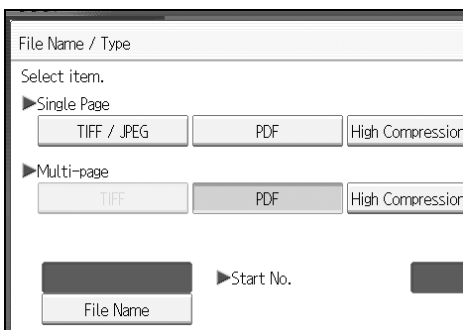 File Name / Type
Select item.
▶Single Page
TIFF / JPEG PDF High Compression
▶Multi-page
TIFF PDF High Compression
▶Start No.
File Name